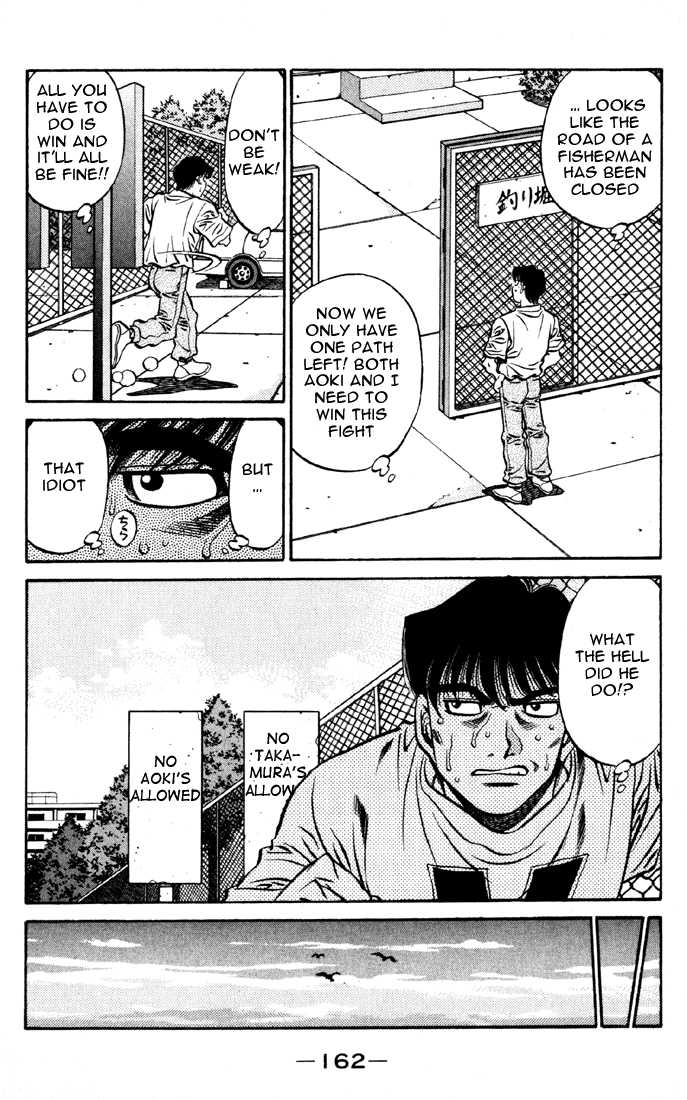 ... LOOKS
LIKE THE
ROAD OF A
FISHERMAN
HAS BEEN
CLOSED
釣り堀
NOW WE
ONLY HAVE
ONE PATH
LEFT! BOTH
AOKI AND I
NEED TO
WIN THIS
FIGHT
DON'T
BE
WEAK!
ALL YOU
HAVE TO
DO IS
WIN AND
IT'LL ALL
BE FINE!!
BUT
...
ちら
THAT
IDIOT
WHAT
THE HELL
DID HE
DO!?
NO
TAKA-
MURA'S
ALLOW
NO
AOKI'S
ALLOWED
—162—